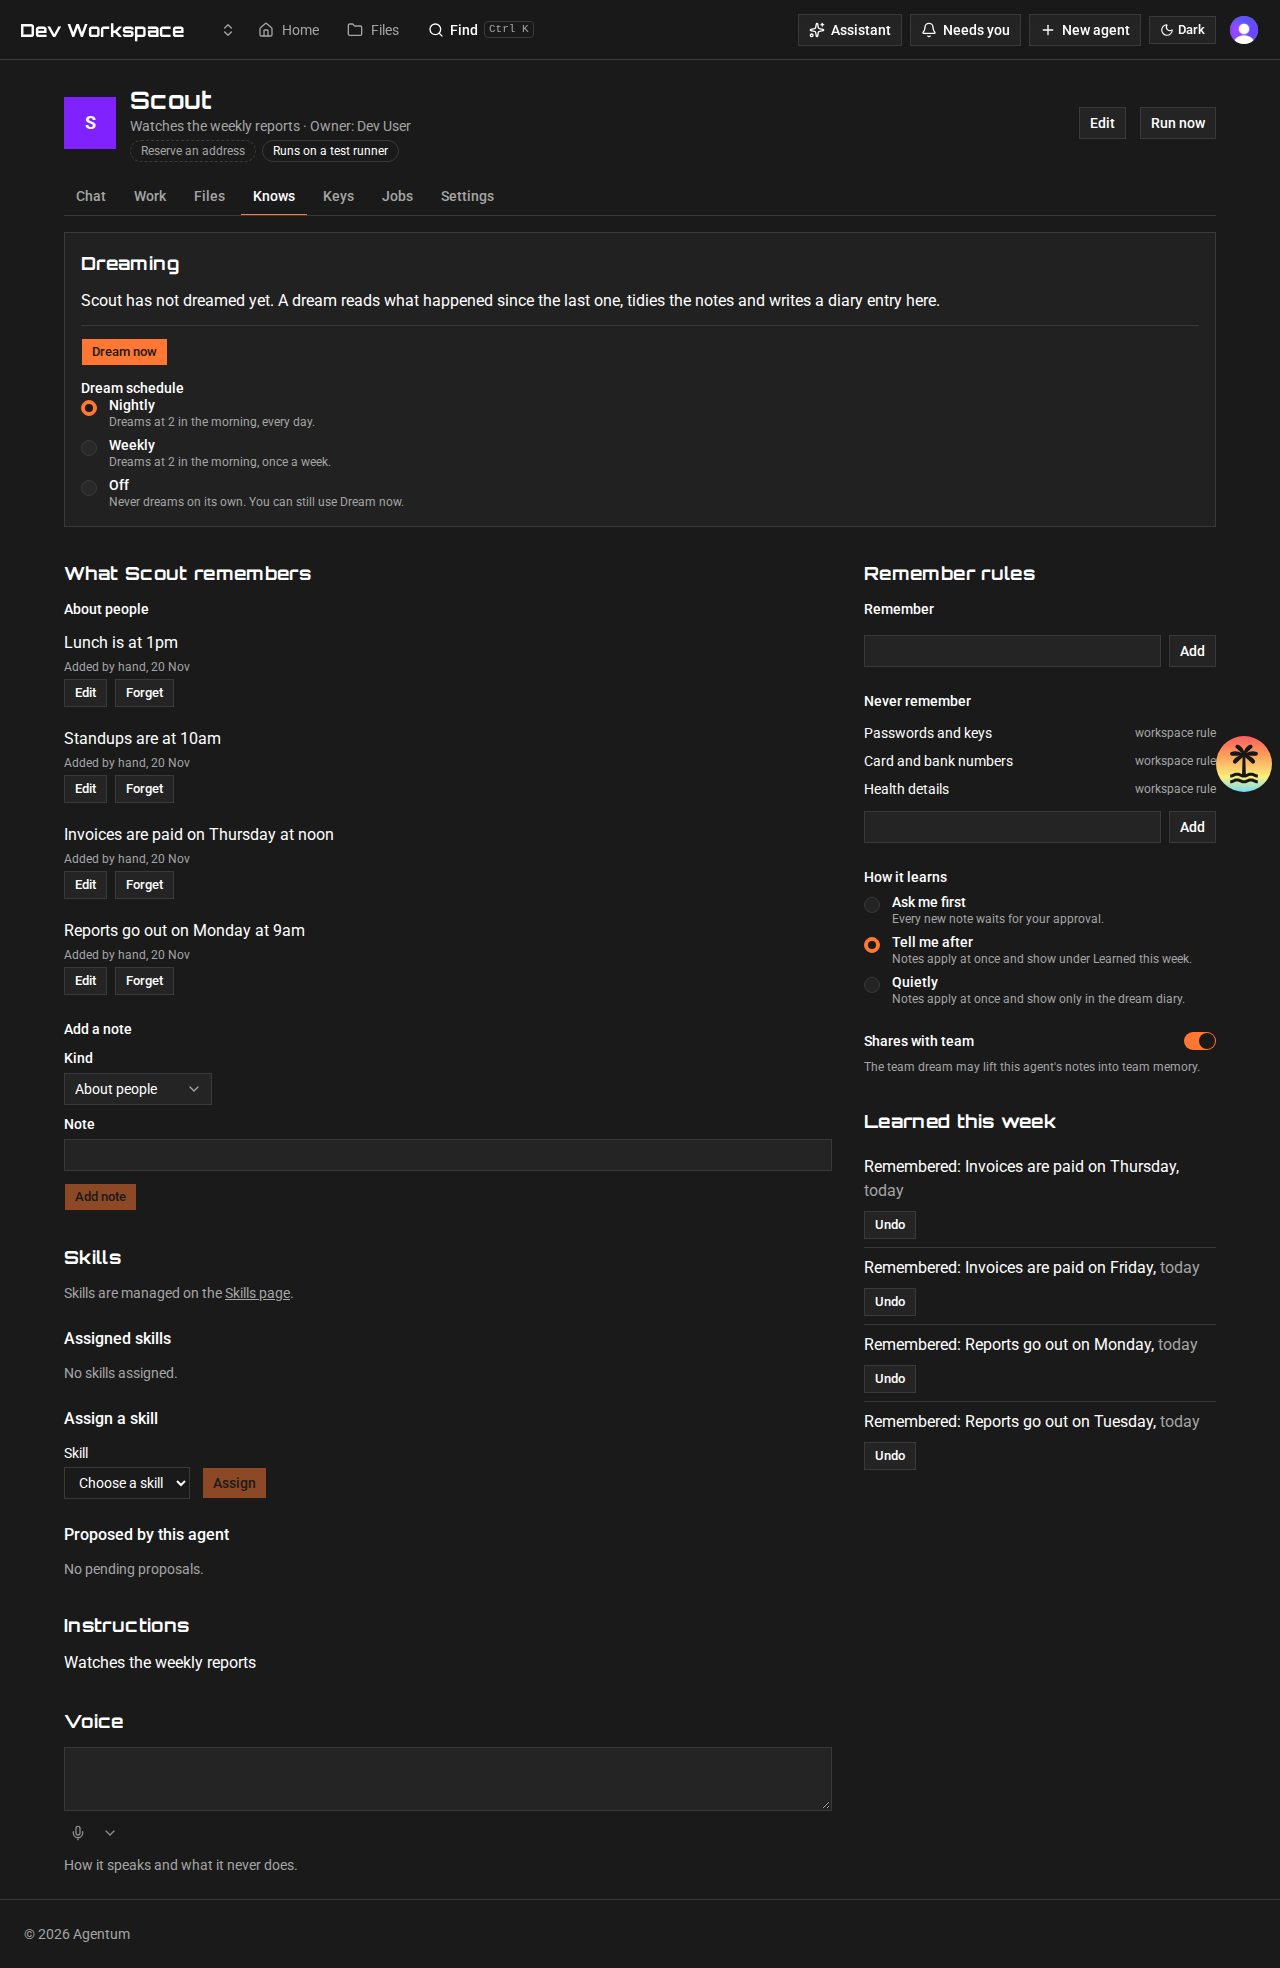 Dev Workspace
Home
Files
Find Ctrl K
Assistant
Needs you
New agent
Dark
S
Scout
Watches the weekly reports · Owner: Dev User
Reserve an address
Runs on a test runner
Edit
Run now
Chat
Work
Files
Knows
Keys
Jobs
Settings
Dreaming
Scout has not dreamed yet. A dream reads what happened since the last one, tidies the notes and writes a diary entry here.
Dream now
Dream schedule
Nightly
Dreams at 2 in the morning, every day.
Weekly
Dreams at 2 in the morning, once a week.
Off
Never dreams on its own. You can still use Dream now.
What Scout remembers
About people
Lunch is at 1pm
Added by hand, 20 Nov
Edit
Forget
Standups are at 10am
Added by hand, 20 Nov
Edit
Forget
Invoices are paid on Thursday at noon
Added by hand, 20 Nov
Edit
Forget
Reports go out on Monday at 9am
Added by hand, 20 Nov
Edit
Forget
Add a note
Kind
About people
Note
Add note
Skills
Skills are managed on the Skills page.
Assigned skills
No skills assigned.
Assign a skill
Skill
Choose a skill
Assign
Proposed by this agent
No pending proposals.
Instructions
Watches the weekly reports
Voice
How it speaks and what it never does.
Remember rules
Remember
Add
Never remember
Passwords and keys workspace rule
Card and bank numbers workspace rule
Health details workspace rule
Add
How it learns
Ask me first
Every new note waits for your approval.
Tell me after
Notes apply at once and show under Learned this week.
Quietly
Notes apply at once and show only in the dream diary.
Shares with team
The team dream may lift this agent's notes into team memory.
Learned this week
Remembered: Invoices are paid on Thursday,
today
Undo
Remembered: Invoices are paid on Friday, today
Undo
Remembered: Reports go out on Monday, today
Undo
Remembered: Reports go out on Tuesday, today
Undo
© 2026 Agentum